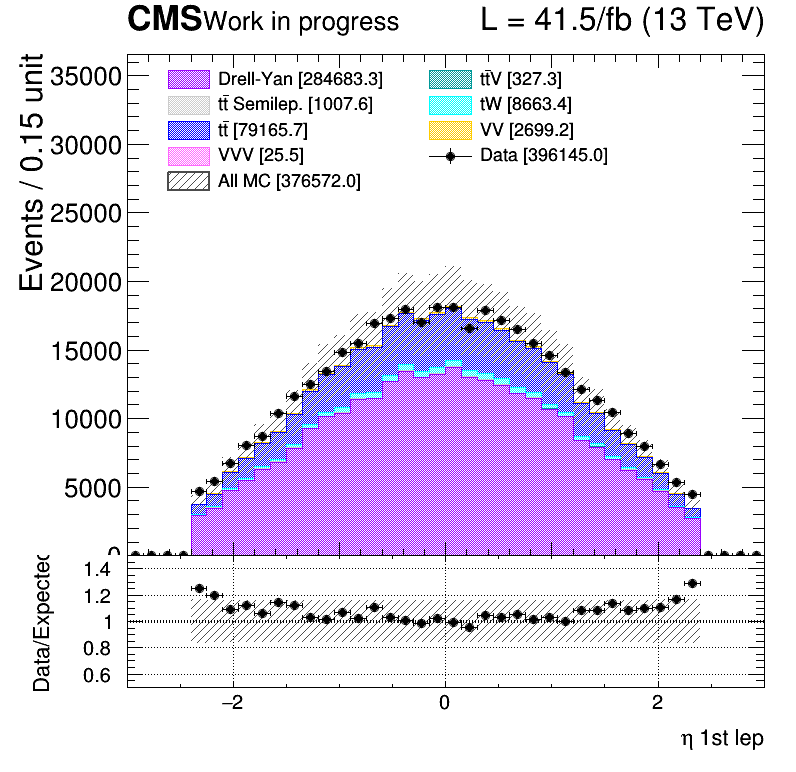 CMS Work in progress L = 41.5/fb (13 TeV)
Events / 0.15 unit
35000
30000
25000
20000
15000
10000
5000
0
Drell-Yan [284683.3]
tt̄ Semilep. [1007.6]
tt̄ [79165.7]
VVV [25.5]
All MC [376572.0]
tt̄V [327.3]
tW [8663.4]
VV [2699.2]
Data [396145.0]
Data/Expected
1.4
1.2
1
0.8
0.6
−2 0 2
η 1st lep